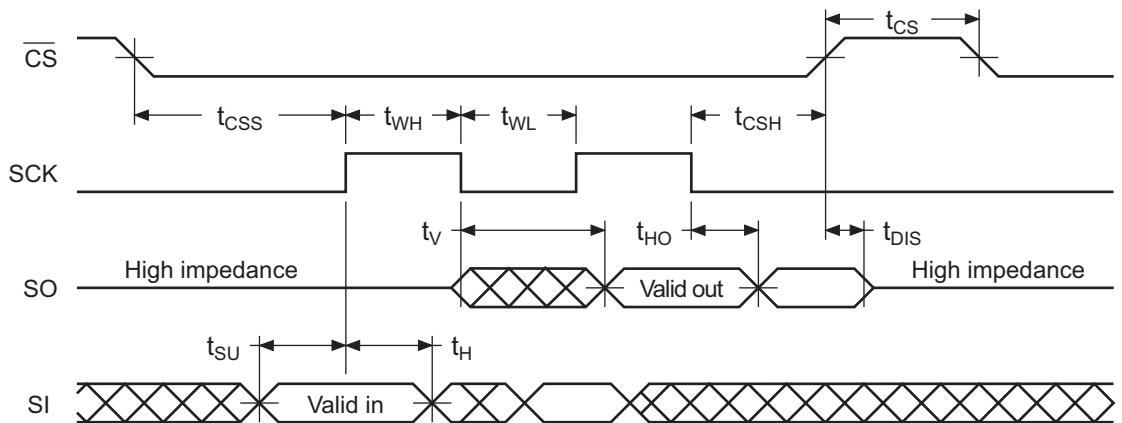 t_CS
C̅S̅
t_CSS t_WH t_WL t_CSH
SCK
t_V t_HO t_DIS
High impedance High impedance
SO Valid out
t_SU t_H
SI Valid in